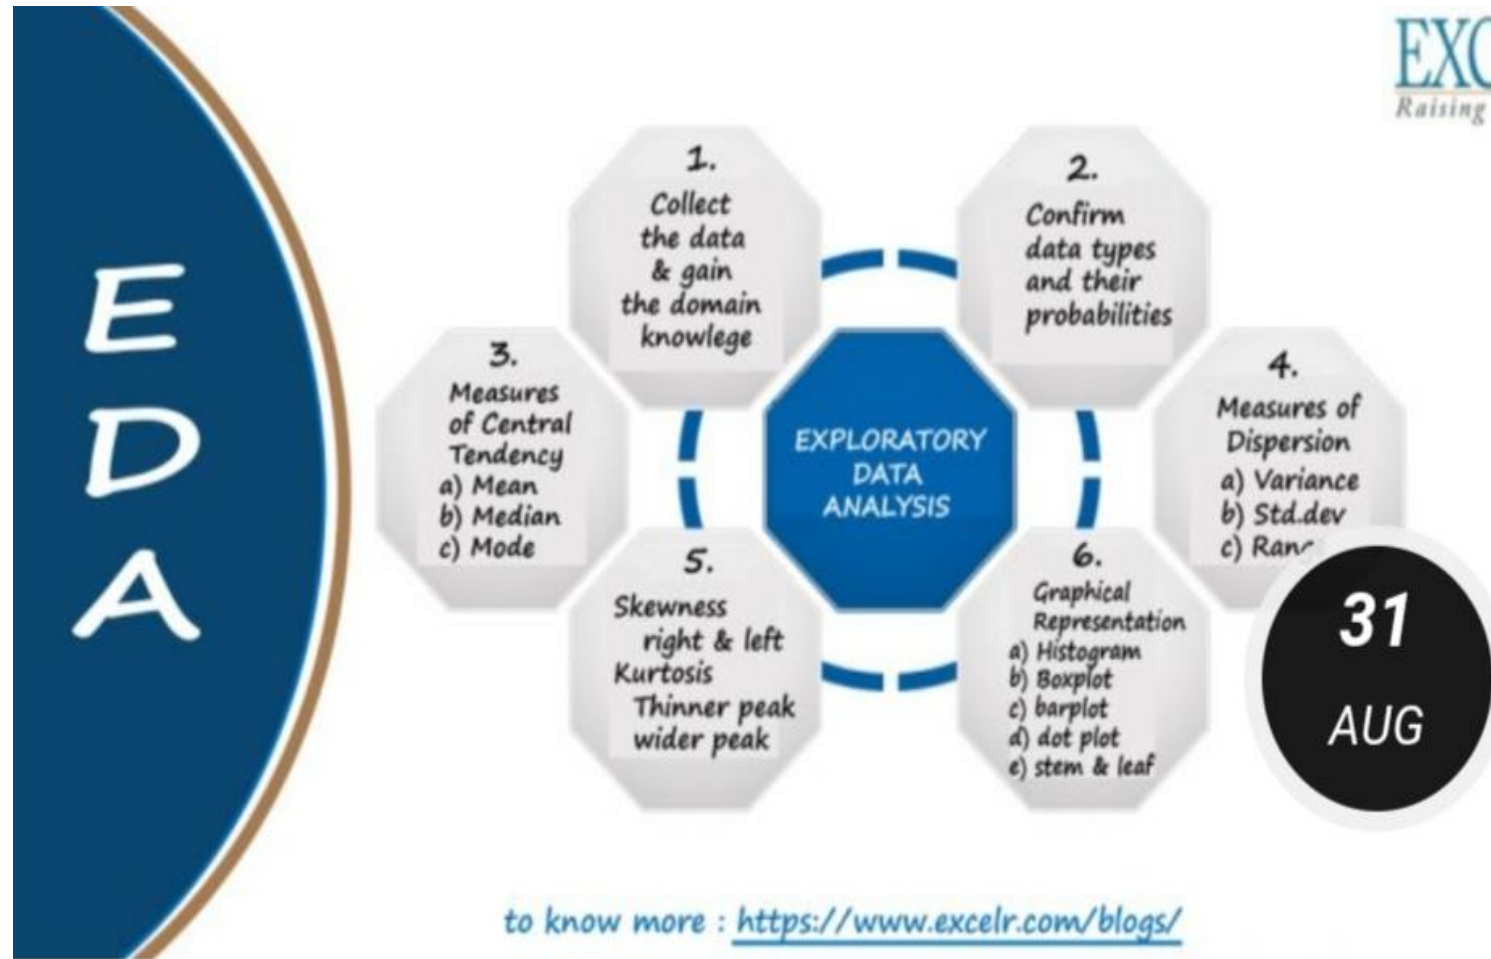 E
D
A
Raising
1.
Collect
the data
& gain
the domain
knowlege
2.
Confirm
data types
and their
probabilities
3.
Measures
of Central
Tendency
a) Mean
b) Median
c) Mode
EXPLORATORY
DATA
ANALYSIS
4.
Measures of
Dispersion
a) Variance
b) Std.dev
c)
5.
Skewness
right & left
Kurtosis
Thinner peak
wider peak
6.
Graphical
Representation
a) Histogram
b) Boxplot
c) barplot
d) dot plot
e) stem & leaf
31
AUG
to know more : https://www.excelr.com/blogs/